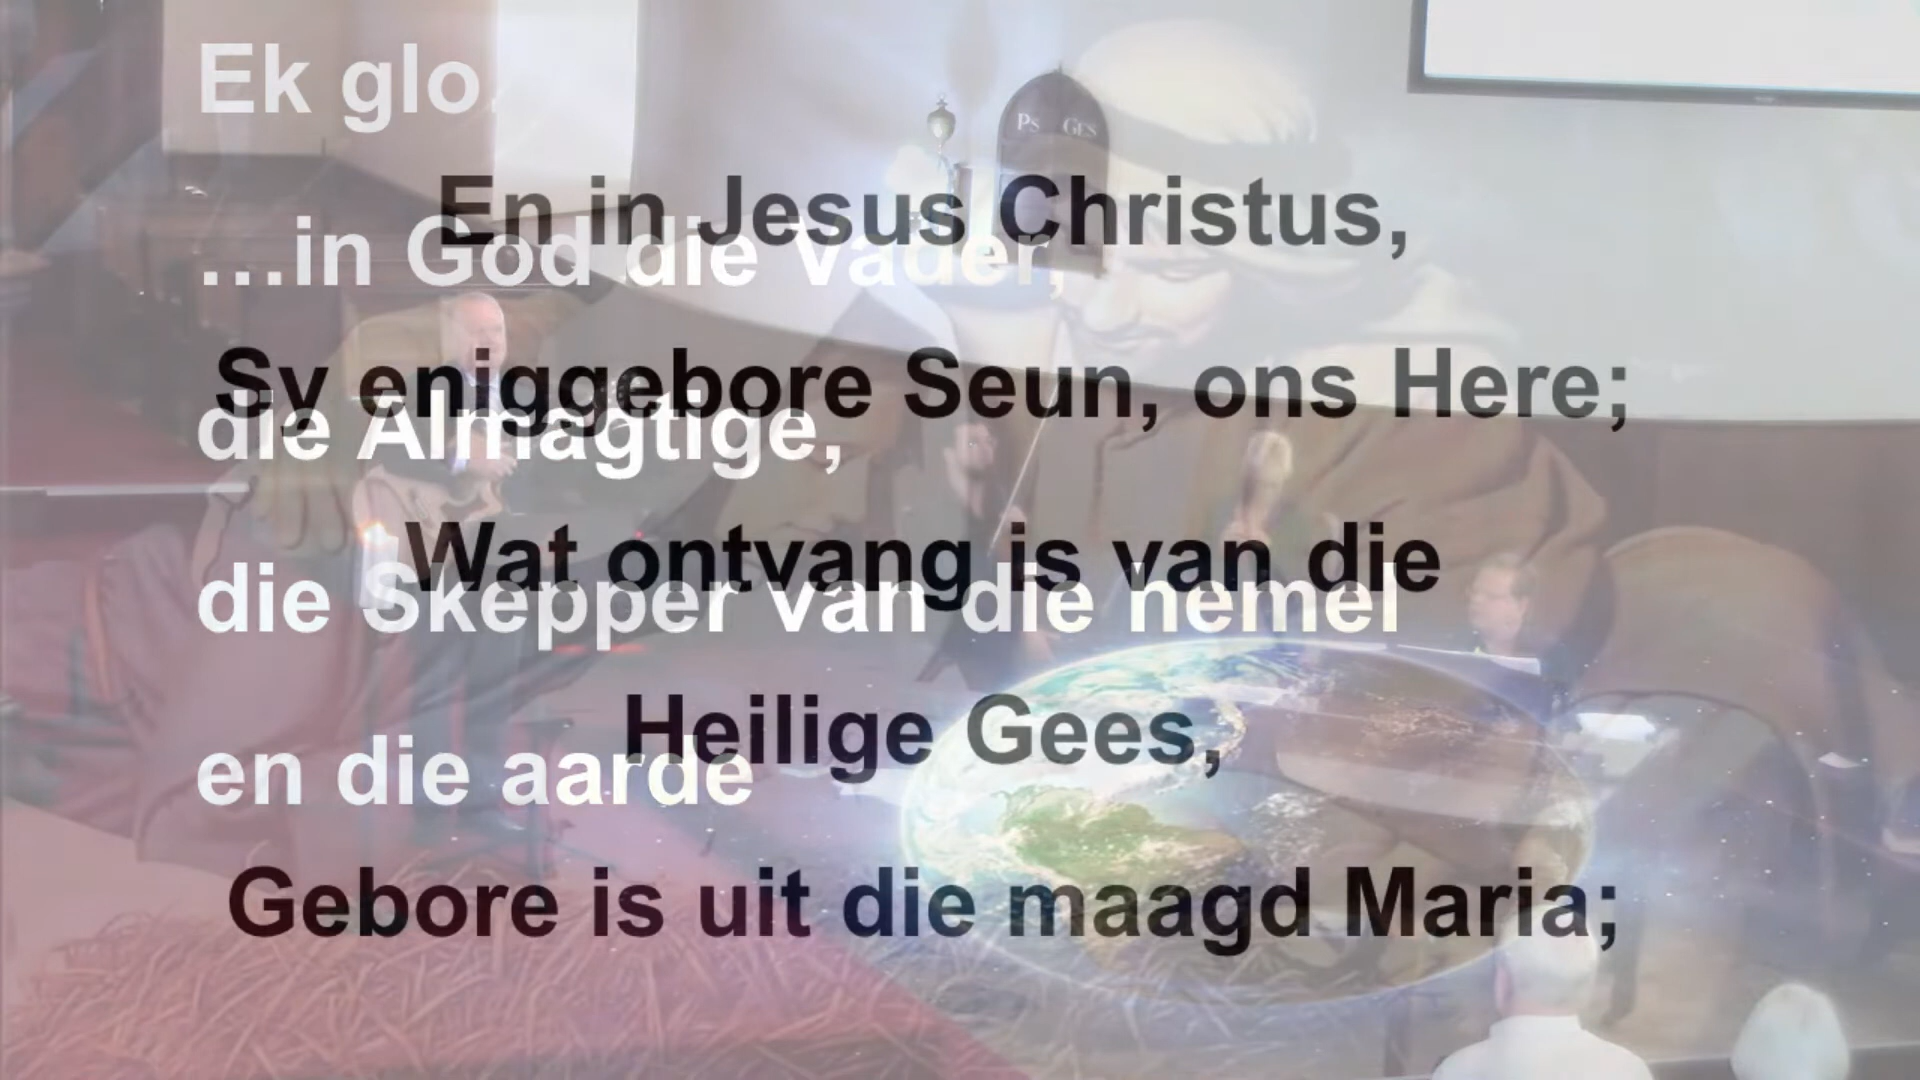 Ek glo
PS GES
En in Jesus Christus,
…in God die Vader,
Sy eniggebore Seun, ons Here;
die Almagtige,
Wat ontvang is van die
die Skepper van die hemel
Heilige Gees,
en die aarde
Gebore is uit die maagd Maria;